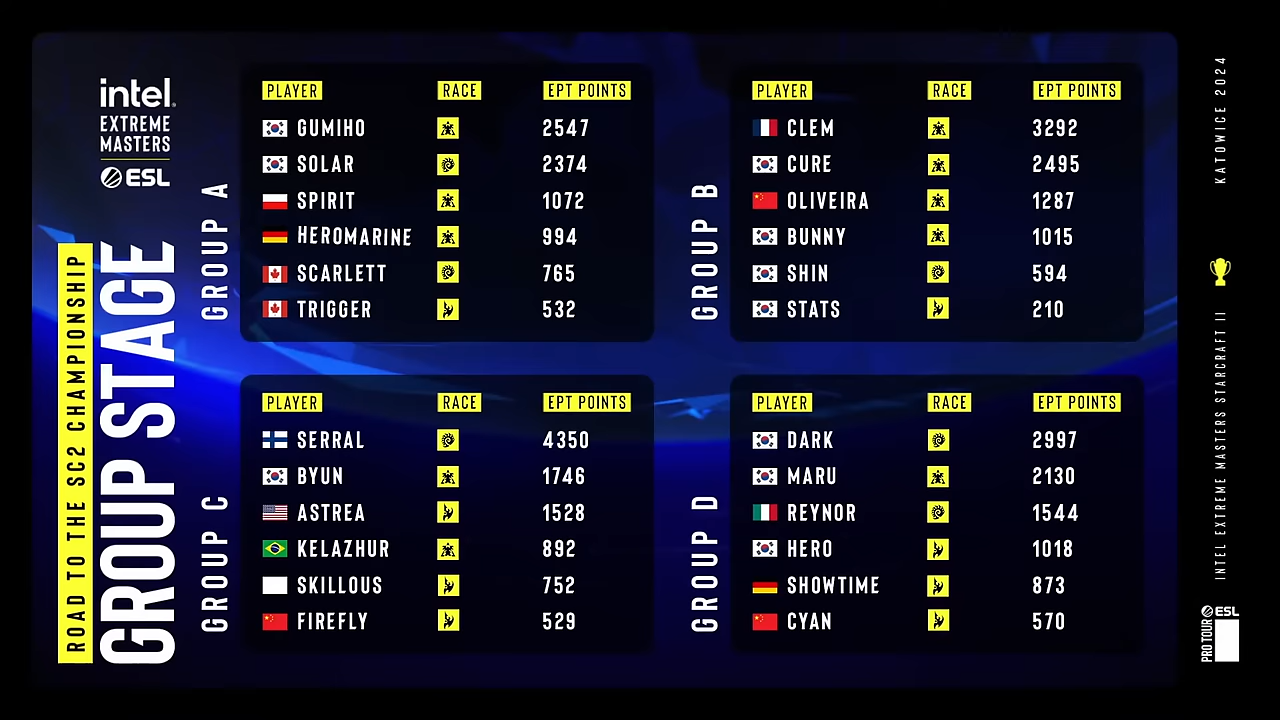 intel.
EXTREME
MASTERS
ESL
ROAD TO THE SC2 CHAMPIONSHIP
GROUP STAGE
GROUP A
PLAYER RACE EPT POINTS
GUMIHO 2547
SOLAR 2374
SPIRIT 1072
HEROMARINE 994
SCARLETT 765
TRIGGER 532
GROUP B
PLAYER RACE EPT POINTS
CLEM 3292
CURE 2495
OLIVEIRA 1287
BUNNY 1015
SHIN 594
STATS 210
GROUP C
PLAYER RACE EPT POINTS
SERRAL 4350
BYUN 1746
ASTREA 1528
KELAZHUR 892
SKILLOUS 752
FIREFLY 529
GROUP D
PLAYER RACE EPT POINTS
DARK 2997
MARU 2130
REYNOR 1544
HERO 1018
SHOWTIME 873
CYAN 570
KATOWICE 2024
INTEL EXTREME MASTERS STARCRAFT II
ESL
PRO TOUR